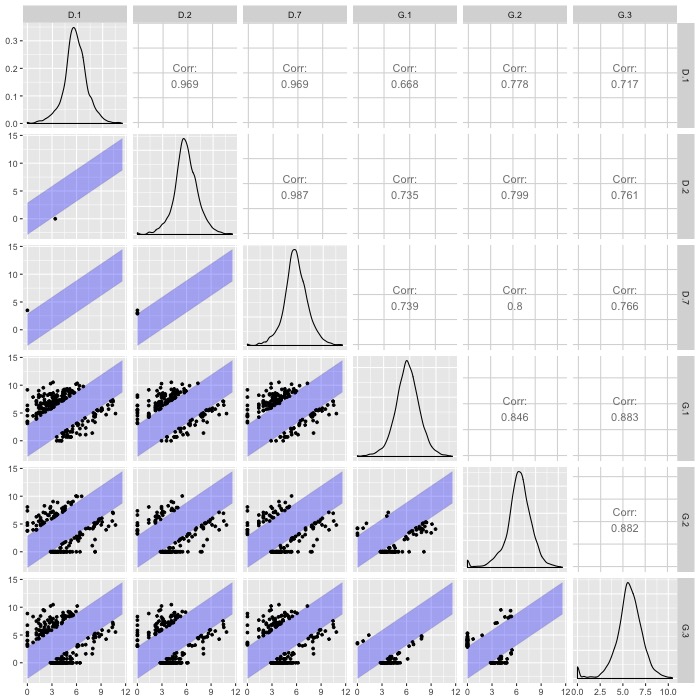 D.1 D.2 D.7 G.1 G.2 G.3
0.3
0.2
0.1
0.0
Corr:
0.969
Corr:
0.969
Corr:
0.668
Corr:
0.778
Corr:
0.717
D.1
15
10
5
0
Corr:
0.987
Corr:
0.735
Corr:
0.799
Corr:
0.761
D.2
15
10
5
0
Corr:
0.739
Corr:
0.8
Corr:
0.766
D.7
15
10
5
0
Corr:
0.846
Corr:
0.883
G.1
15
10
5
0
Corr:
0.882
G.2
15
10
5
0
G.3
0 3 6 9 12
0 3 6 9 12
0 3 6 9 12
0 3 6 9 12
0 3 6 9 12
0.0 2.5 5.0 7.5 10.0